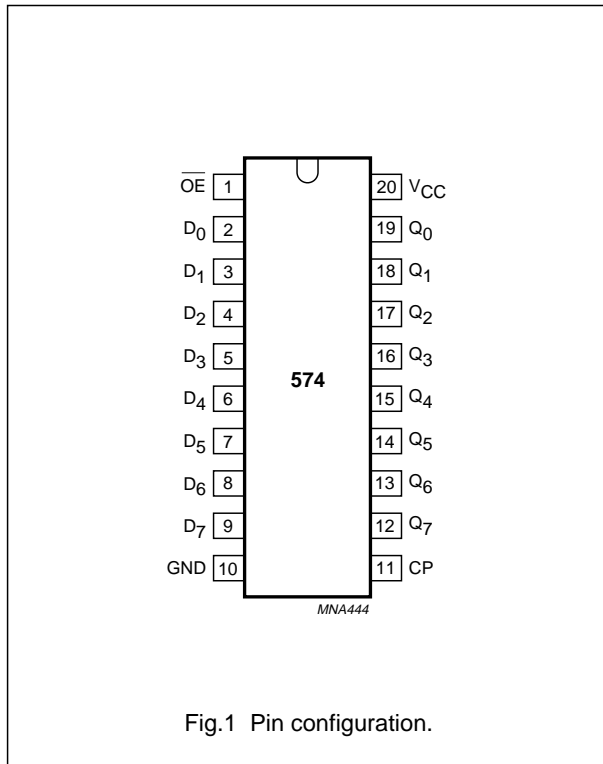 O̅E̅ 1 20 VCC
D0 2 19 Q0
D1 3 18 Q1
D2 4 17 Q2
D3 5 16 Q3
574
D4 6 15 Q4
D5 7 14 Q5
D6 8 13 Q6
D7 9 12 Q7
GND 10 11 CP
MNA444
Fig.1 Pin configuration.